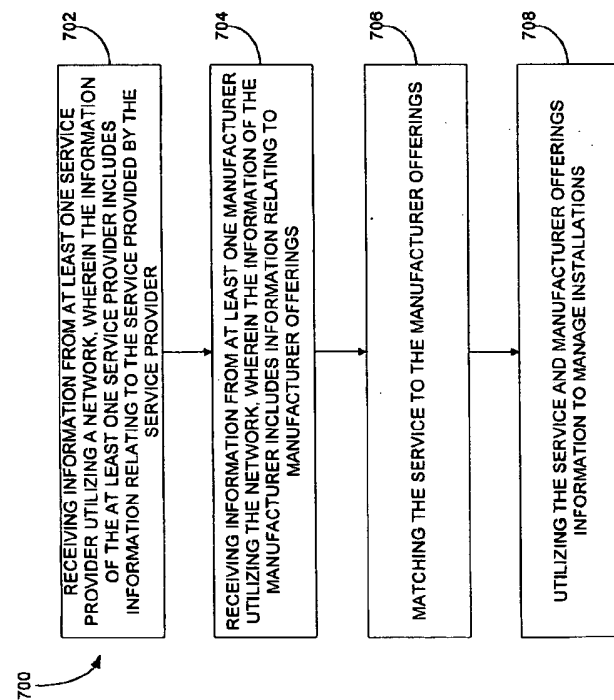 700
702
RECEIVING INFORMATION FROM AT LEAST ONE SERVICE
PROVIDER UTILIZING A NETWORK, WHEREIN THE INFORMATION
OF THE AT LEAST ONE SERVICE PROVIDER INCLUDES
INFORMATION RELATING TO THE SERVICE PROVIDED BY THE
SERVICE PROVIDER
704
RECEIVING INFORMATION FROM AT LEAST ONE MANUFACTURER
UTILIZING THE NETWORK, WHEREIN THE INFORMATION OF THE
MANUFACTURER INCLUDES INFORMATION RELATING TO
MANUFACTURER OFFERINGS
706
MATCHING THE SERVICE TO THE MANUFACTURER OFFERINGS
708
UTILIZING THE SERVICE AND MANUFACTURER OFFERINGS
INFORMATION TO MANAGE INSTALLATIONS